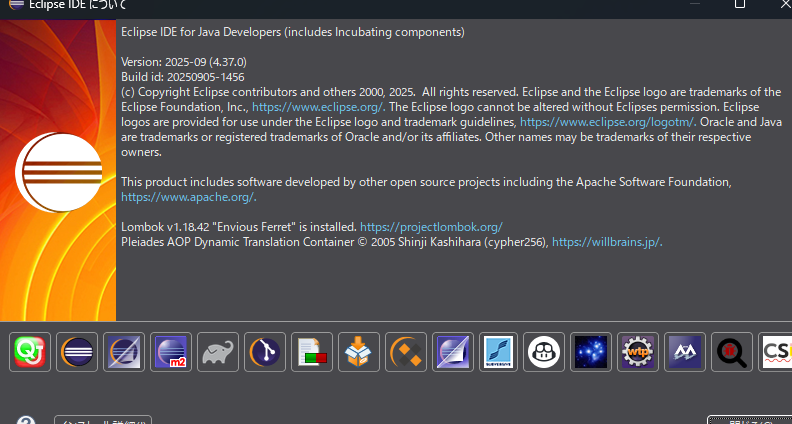 Eclipse IDE について
Eclipse IDE for Java Developers (includes Incubating components)
Version: 2025-09 (4.37.0)
Build id: 20250905-1456
(c) Copyright Eclipse contributors and others 2000, 2025.  All rights reserved. Eclipse and the Eclipse logo are trademarks of the
Eclipse Foundation, Inc., https://www.eclipse.org/. The Eclipse logo cannot be altered without Eclipses permission. Eclipse
logos are provided for use under the Eclipse logo and trademark guidelines, https://www.eclipse.org/logotm/. Oracle and Java
are trademarks or registered trademarks of Oracle and/or its affiliates. Other names may be trademarks of their respective
owners.
This product includes software developed by other open source projects including the Apache Software Foundation,
https://www.apache.org/.
Lombok v1.18.42 "Envious Ferret" is installed. https://projectlombok.org/
Pleiades AOP Dynamic Translation Container © 2005 Shinji Kashihara (cypher256), https://willbrains.jp/.
QJ m2 SUBVERSIVE wtp CS